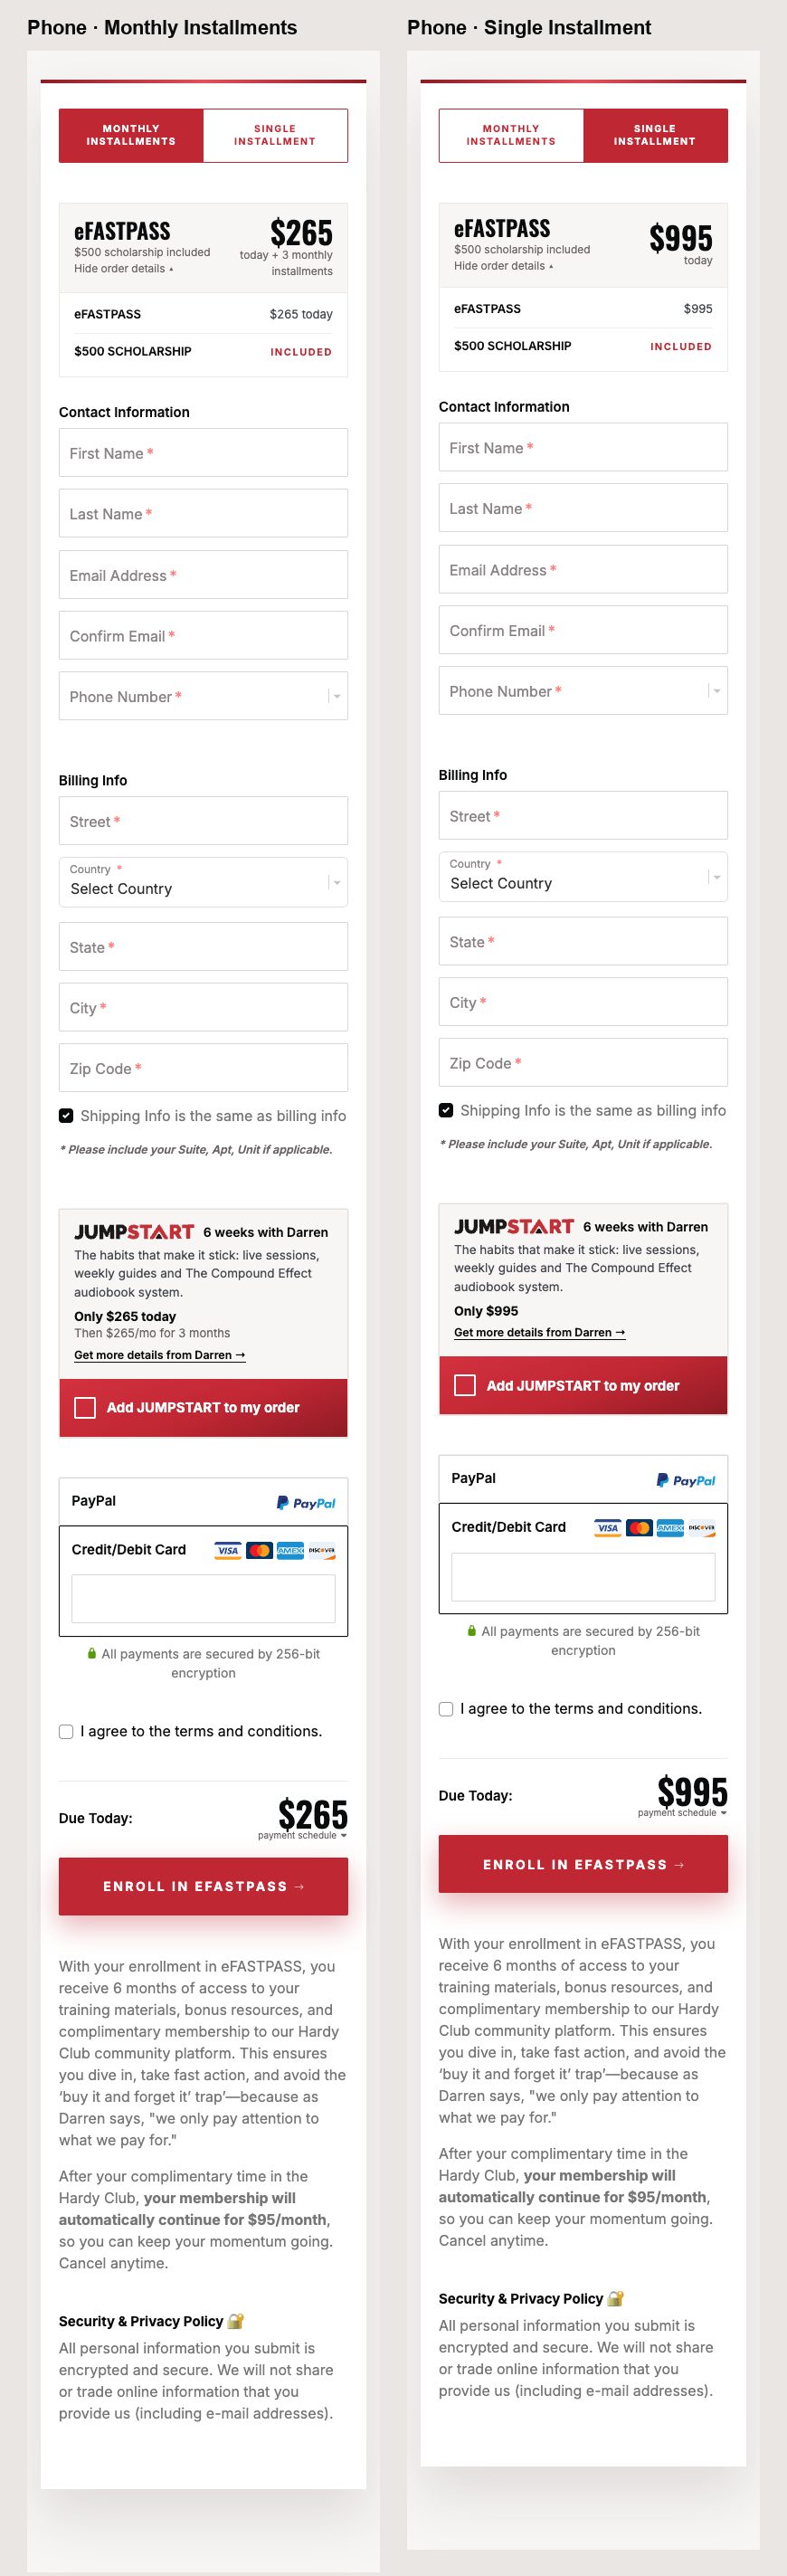 Phone · Monthly Installments
MONTHLY
INSTALLMENTS
SINGLE
INSTALLMENT
eFASTPASS
$500 scholarship included
Hide order details ▴
$265
today + 3 monthly
installments
eFASTPASS $265 today
$500 SCHOLARSHIP INCLUDED
Contact Information
First Name *
Last Name *
Email Address *
Confirm Email *
Phone Number *
Billing Info
Street *
Country *
Select Country
State *
City *
Zip Code *
Shipping Info is the same as billing info
* Please include your Suite, Apt, Unit if applicable.
JUMPSTART 6 weeks with Darren
The habits that make it stick: live sessions,
weekly guides and The Compound Effect
audiobook system.
Only $265 today
Then $265/mo for 3 months
Get more details from Darren →
Add JUMPSTART to my order
PayPal PayPal
Credit/Debit Card VISA AMEX DISCOVER
All payments are secured by 256-bit
encryption
I agree to the terms and conditions.
Due Today: $265
payment schedule ▾
ENROLL IN EFASTPASS →
With your enrollment in eFASTPASS, you
receive 6 months of access to your
training materials, bonus resources, and
complimentary membership to our Hardy
Club community platform. This ensures
you dive in, take fast action, and avoid the
‘buy it and forget it’ trap’—because as
Darren says, "we only pay attention to
what we pay for."
After your complimentary time in the
Hardy Club, your membership will
automatically continue for $95/month,
so you can keep your momentum going.
Cancel anytime.
Security & Privacy Policy 🔐
All personal information you submit is
encrypted and secure. We will not share
or trade online information that you
provide us (including e-mail addresses).
Phone · Single Installment
MONTHLY
INSTALLMENTS
SINGLE
INSTALLMENT
eFASTPASS
$500 scholarship included
Hide order details ▴
$995
today
eFASTPASS $995
$500 SCHOLARSHIP INCLUDED
Contact Information
First Name *
Last Name *
Email Address *
Confirm Email *
Phone Number *
Billing Info
Street *
Country *
Select Country
State *
City *
Zip Code *
Shipping Info is the same as billing info
* Please include your Suite, Apt, Unit if applicable.
JUMPSTART 6 weeks with Darren
The habits that make it stick: live sessions,
weekly guides and The Compound Effect
audiobook system.
Only $995
Get more details from Darren →
Add JUMPSTART to my order
PayPal PayPal
Credit/Debit Card VISA AMEX DISCOVER
All payments are secured by 256-bit
encryption
I agree to the terms and conditions.
Due Today: $995
payment schedule ▾
ENROLL IN EFASTPASS →
With your enrollment in eFASTPASS, you
receive 6 months of access to your
training materials, bonus resources, and
complimentary membership to our Hardy
Club community platform. This ensures
you dive in, take fast action, and avoid the
‘buy it and forget it’ trap’—because as
Darren says, "we only pay attention to
what we pay for."
After your complimentary time in the
Hardy Club, your membership will
automatically continue for $95/month,
so you can keep your momentum going.
Cancel anytime.
Security & Privacy Policy 🔐
All personal information you submit is
encrypted and secure. We will not share
or trade online information that you
provide us (including e-mail addresses).